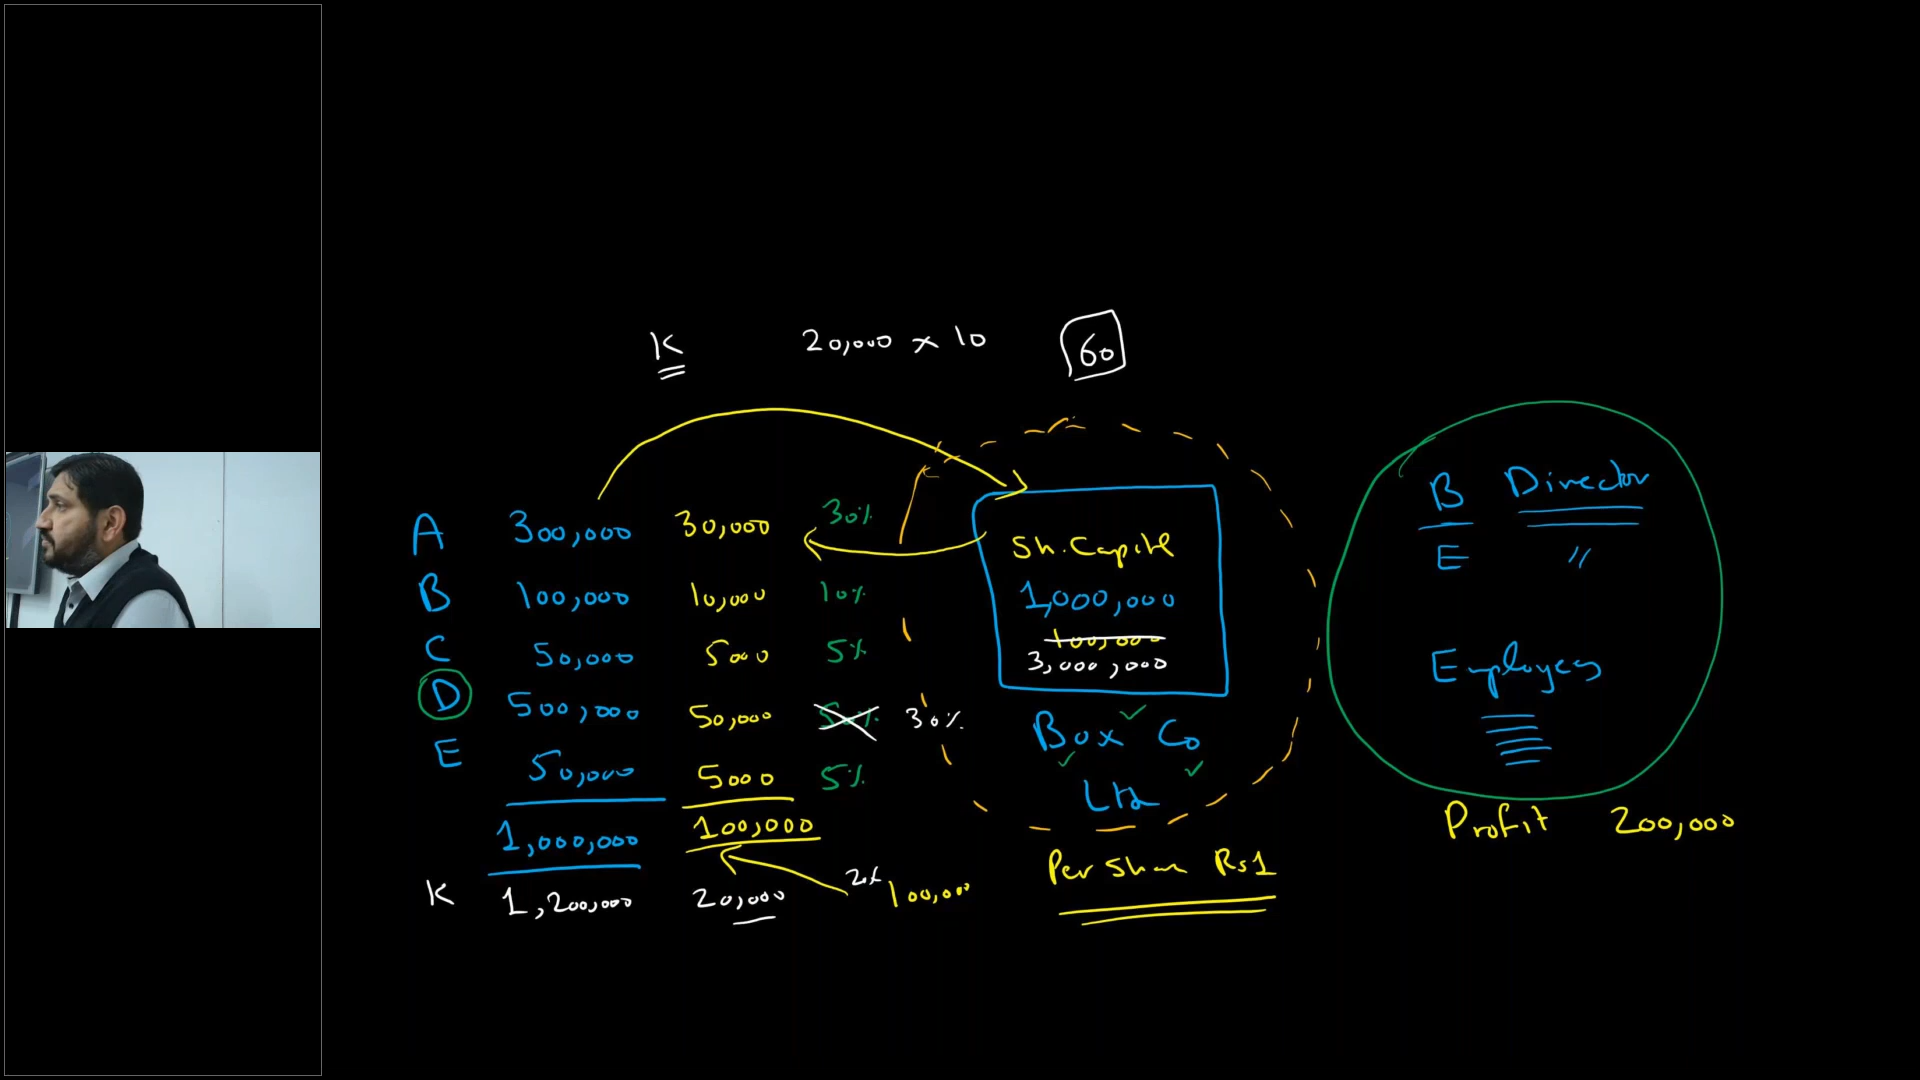 K 20,000 x 10 60
A 300,000 30,000 30%
B 100,000 10,000 10%
C 50,000 5000 5%
D 500,000 50,000 50% 30%
E 50,000 5000 5%
1,000,000 100,000
K 1,200,000 20,000 20% 100,000
Sh. Capital
1,000,000
100,000
3,000,000
Box Co
Ltd
Per Share Rs1
B Director
E "
Employees
Profit 200,000